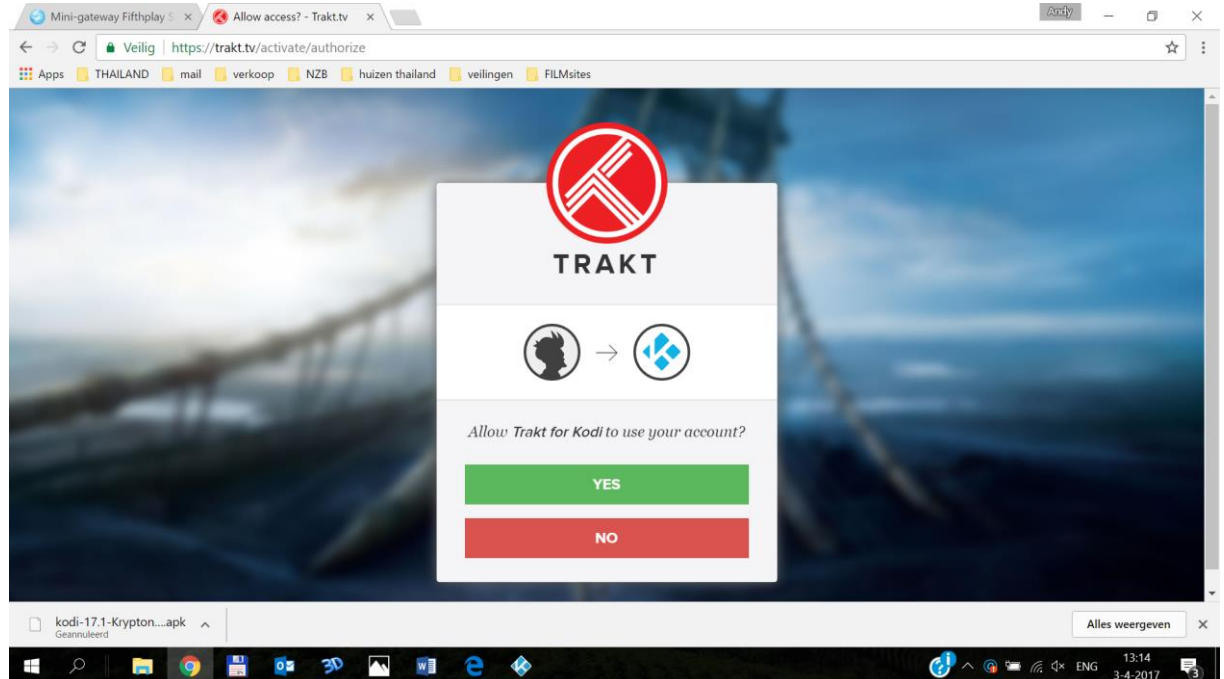 Mini-gateway Fifthplay S
Allow access? - Trakt.tv
Andy
Veilig
https://trakt.tv/activate/authorize
Apps THAILAND mail verkoop NZB huizen thailand veilingen FILMsites
TRAKT
Allow Trakt for Kodi to use your account?
YES
NO
kodi-17.1-Krypton....apk
Geannuleerd
Alles weergeven
3D
ENG
13:14
3-4-2017
3